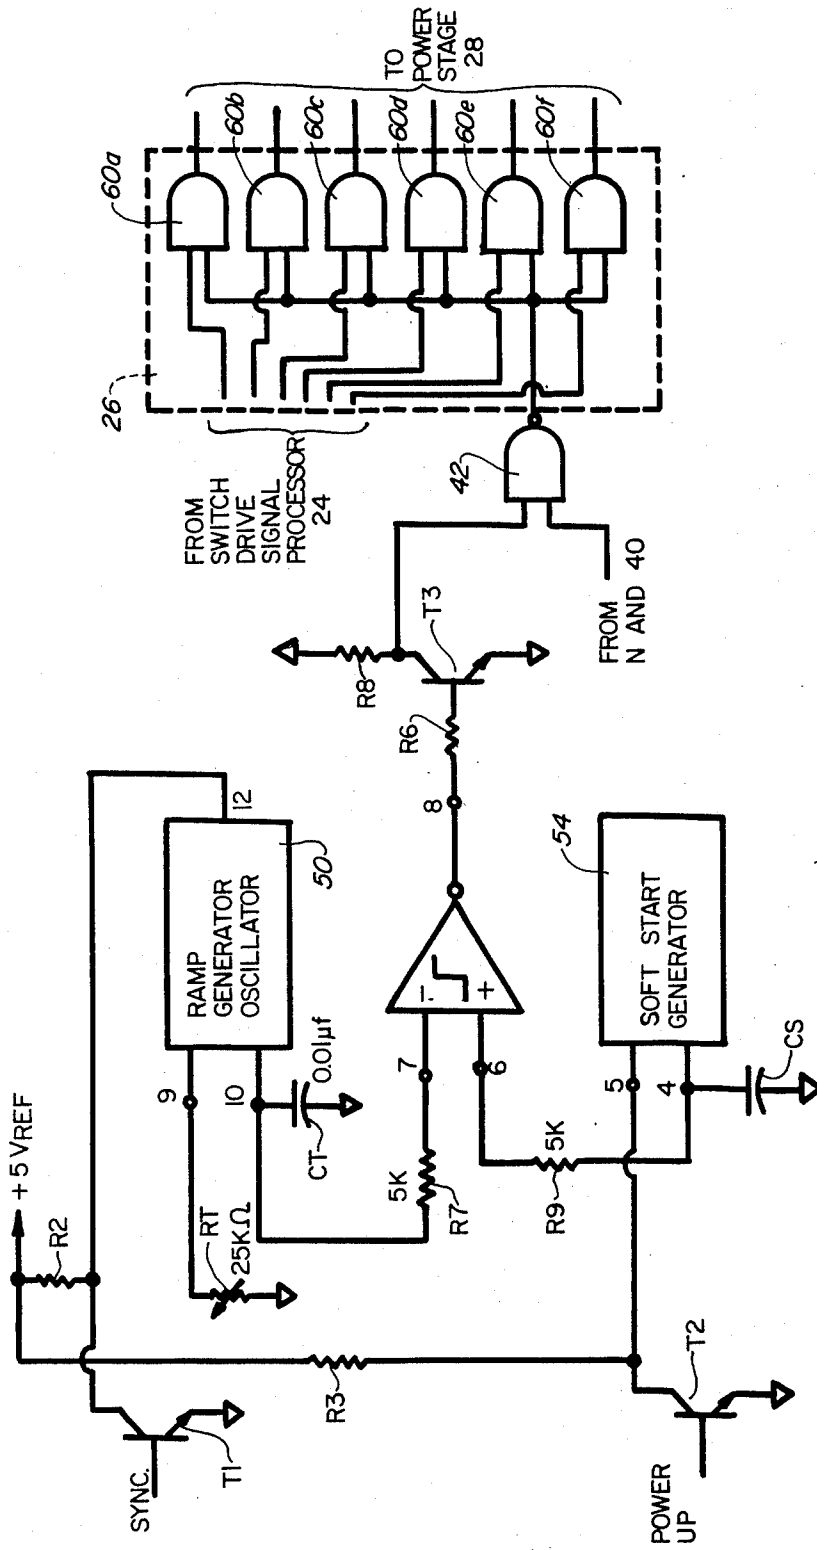 SYNC.
T1
+5 VREF
R2
R3
RT
25KΩ
9
10
CT
0.01µf
RAMP
GENERATOR
OSCILLATOR
50
12
POWER
UP
T2
5K
R7
7
R9
5K
6
–
+
8
R6
R8
T3
5
4
CS
SOFT START
GENERATOR
54
FROM
SWITCH
DRIVE
SIGNAL
PROCESSOR
24
FROM
N AND 40
42
26
60a
60b
60c
60d
60e
60f
TO
POWER
STAGE
28